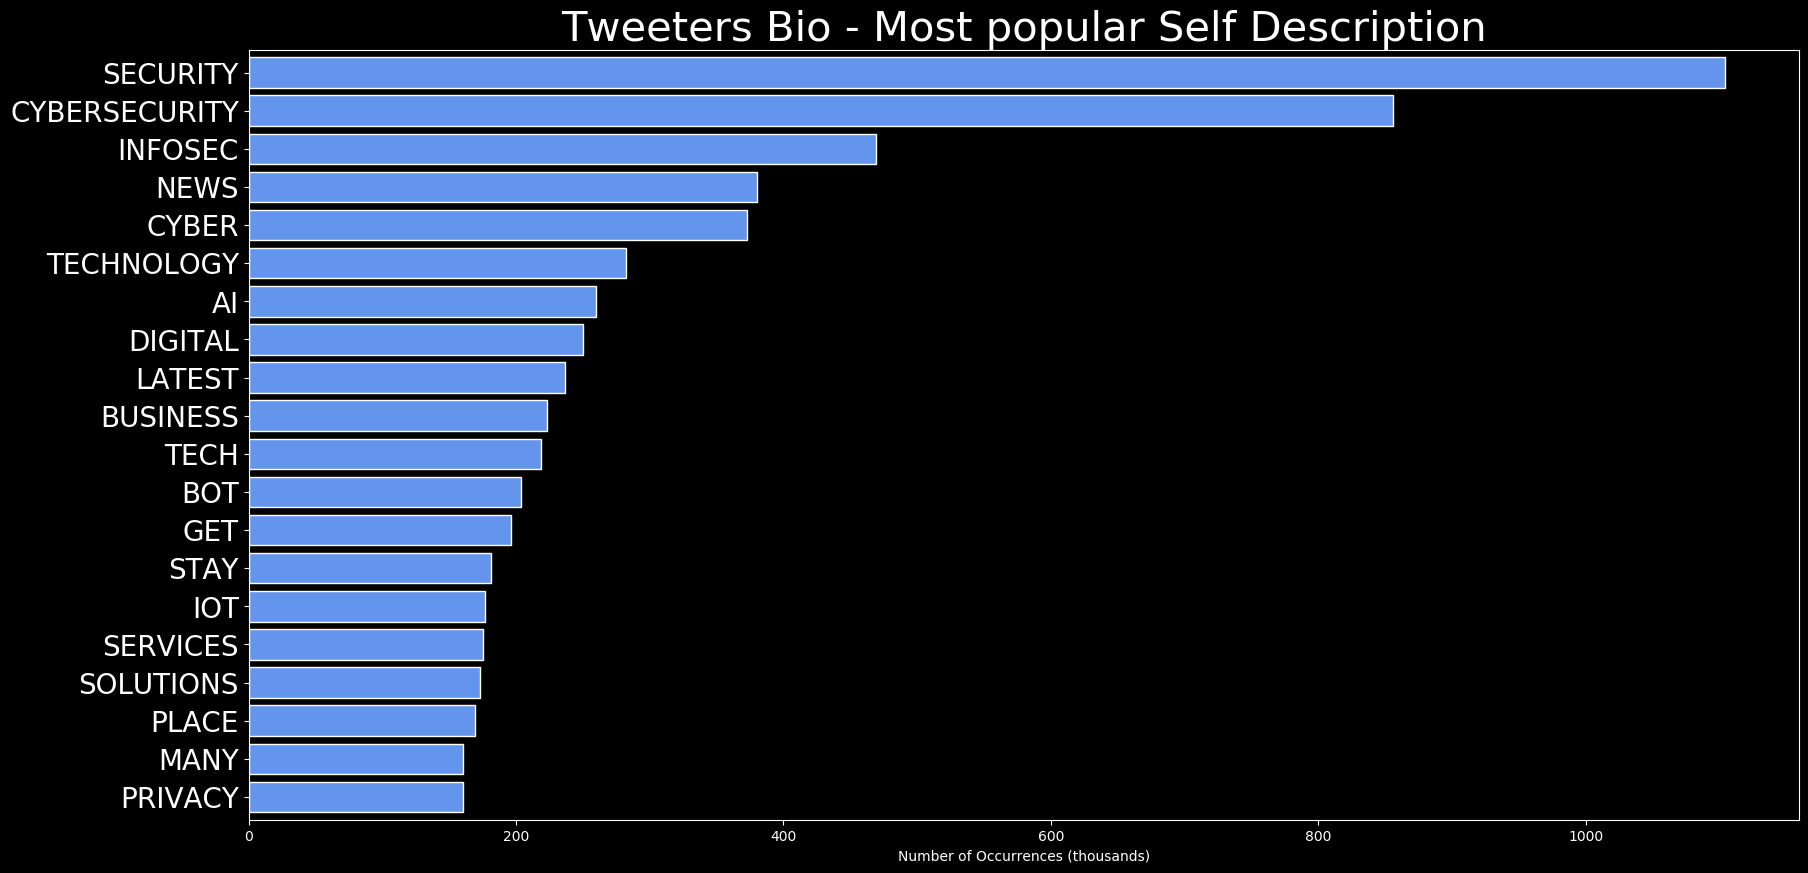 Tweeters Bio - Most popular Self Description
SECURITY
CYBERSECURITY
INFOSEC
NEWS
CYBER
TECHNOLOGY
AI
DIGITAL
LATEST
BUSINESS
TECH
BOT
GET
STAY
IOT
SERVICES
SOLUTIONS
PLACE
MANY
PRIVACY
0 200 400 600 800 1000
Number of Occurrences (thousands)